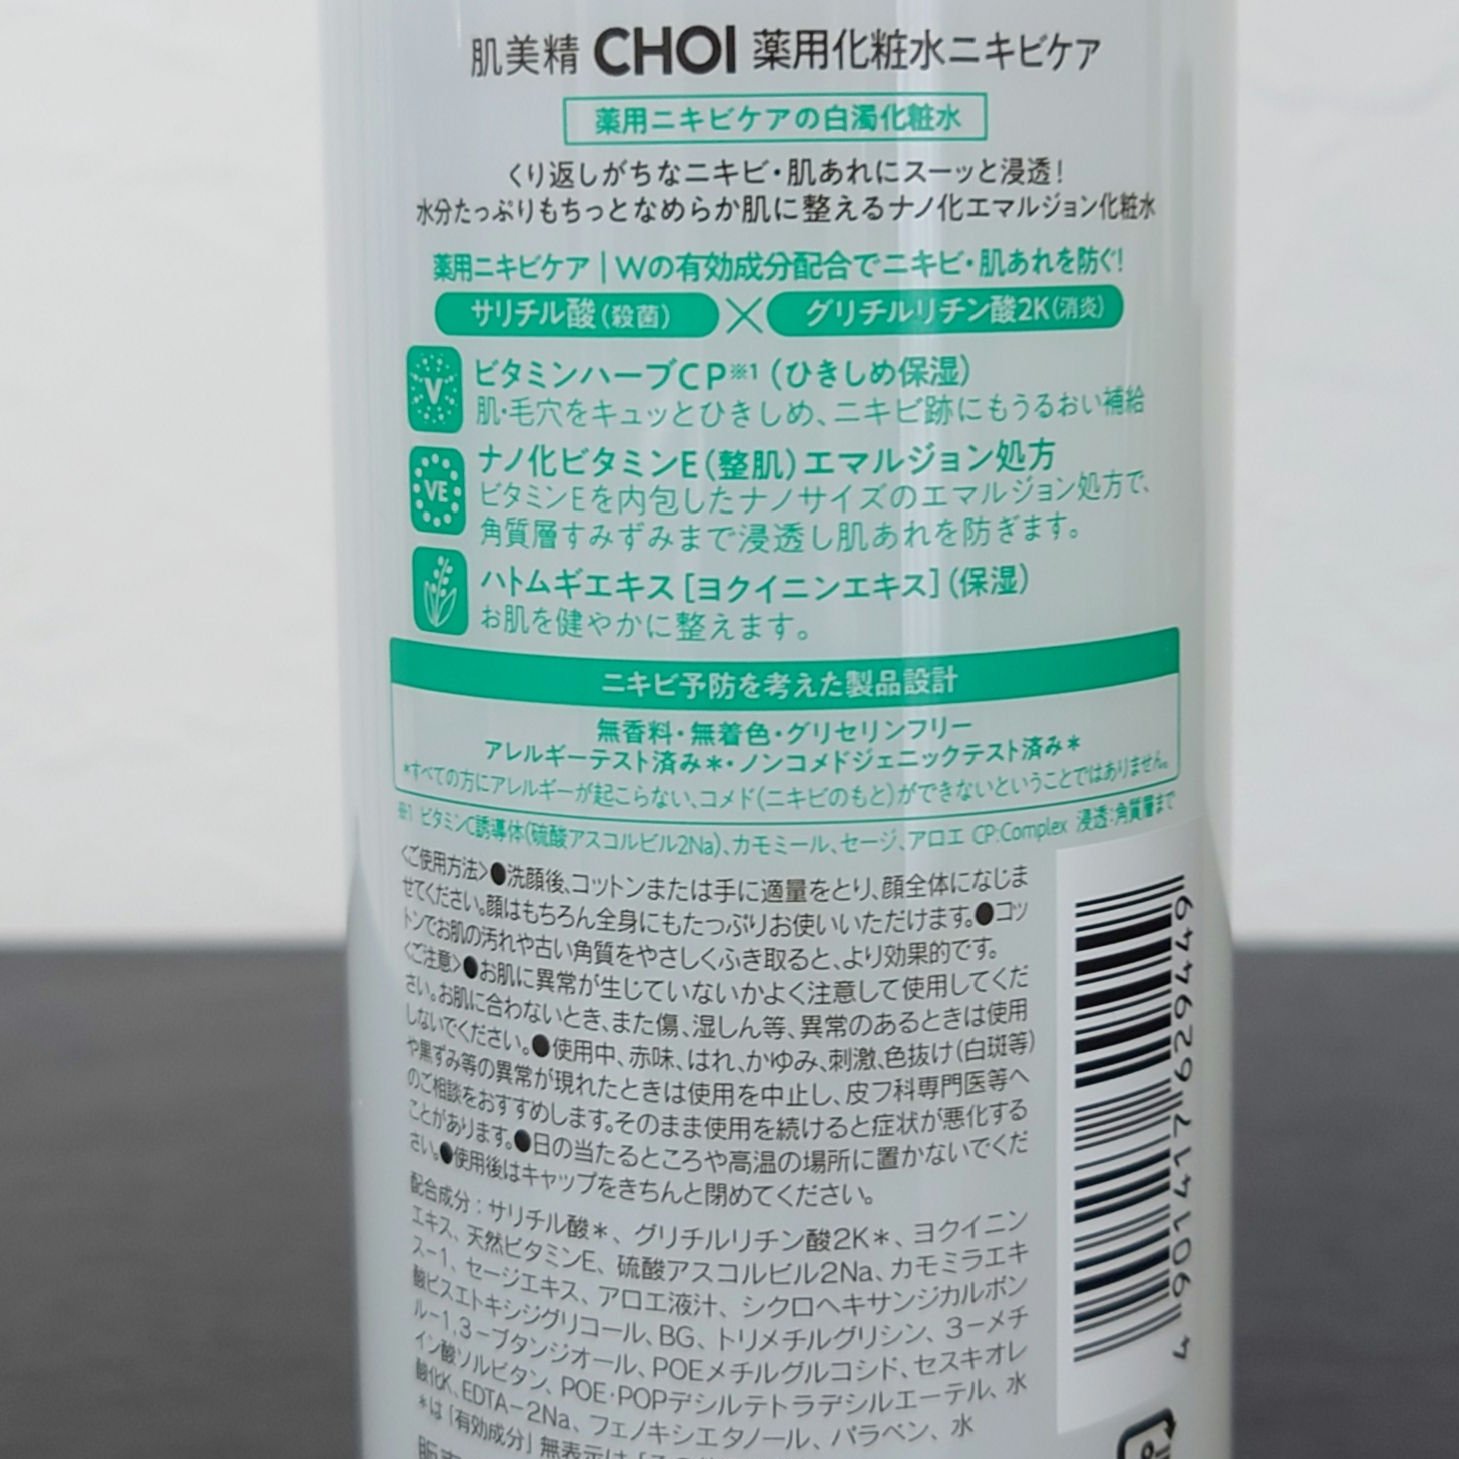 肌美精 CHOI 薬用化粧水ニキビケア
薬用ニキビケアの白濁化粧水
くり返しがちなニキビ・肌あれにスーッと浸透!
水分たっぷりもちっとなめらか肌に整えるナノ化エマルジョン化粧水
薬用ニキビケア|Wの有効成分配合でニキビ・肌あれを防ぐ!
サリチル酸(殺菌)×グリチルリチン酸2K(消炎)
V
ビタミンハーブCP※1(ひきしめ保湿)
肌・毛穴をキュッとひきしめ、ニキビ跡にもうるおい補給
VE
ナノ化ビタミンE(整肌)エマルジョン処方
ビタミンEを内包したナノサイズのエマルジョン処方で、
角質層すみずみまで浸透し肌あれを防ぎます。
ハトムギエキス[ヨクイニンエキス](保湿)
お肌を健やかに整えます。
ニキビ予防を考えた製品設計
無香料・無着色・グリセリンフリー
アレルギーテスト済み*・ノンコメドジェニックテスト済み*
*すべての方にアレルギーが起こらない、コメド(ニキビのもと)ができないということではありません。
※1 ビタミンC誘導体(硫酸アスコルビル2Na)、カモミール、セージ、アロエ CP:Complex 浸透:角質層まで
<ご使用方法>●洗顔後、コットンまたは手に適量をとり、顔全体になじま
せてください。顔はもちろん全身にもたっぷりお使いいただけます。●コッ
トンでお肌の汚れや古い角質をやさしくふき取ると、より効果的です。
<ご注意>●お肌に異常が生じていないかよく注意して使用してくだ
さい。お肌に合わないとき、また傷、湿しん等、異常のあるときは使用
しないでください。●使用中、赤味、はれ、かゆみ、刺激、色抜け(白斑等)
や黒ずみ等の異常が現れたときは使用を中止し、皮フ科専門医等へ
のご相談をおすすめします。そのまま使用を続けると症状が悪化する
ことがあります。●日の当たるところや高温の場所に置かないでくだ
さい。●使用後はキャップをきちんと閉めてください。
配合成分：サリチル酸*、グリチルリチン酸2K*、ヨクイニン
エキス、天然ビタミンE、硫酸アスコルビル2Na、カモミラエキ
ス-1、セージエキス、アロエ液汁、シクロヘキサンジカルボン
酸ビスエトキシジグリコール、BG、トリメチルグリシン、3-メチ
ル-1,3-ブタンジオール、POEメチルグルコシド、セスキオレ
イン酸ソルビタン、POE・POPデシルテトラデシルエーテル、水
酸化K、EDTA-2Na、フェノキシエタノール、パラベン、水
*は「有効成分」無表示は
4 901417 629449